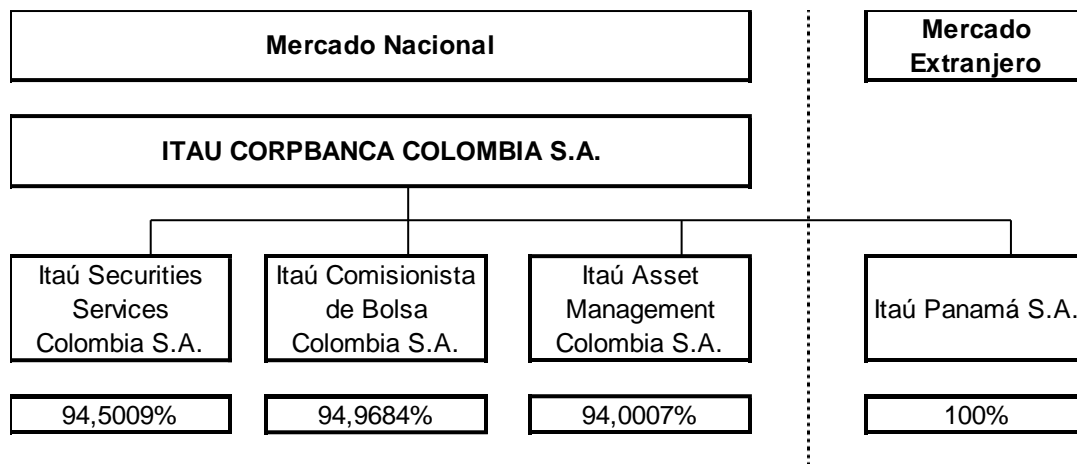 Mercado Nacional
Mercado
Extranjero
ITAU CORPBANCA COLOMBIA S.A.
Itaú Securities
Services
Colombia S.A.
Itaú Comisionista
de Bolsa
Colombia S.A.
Itaú Asset
Management
Colombia S.A.
Itaú Panamá S.A.
94,5009%
94,9684%
94,0007%
100%